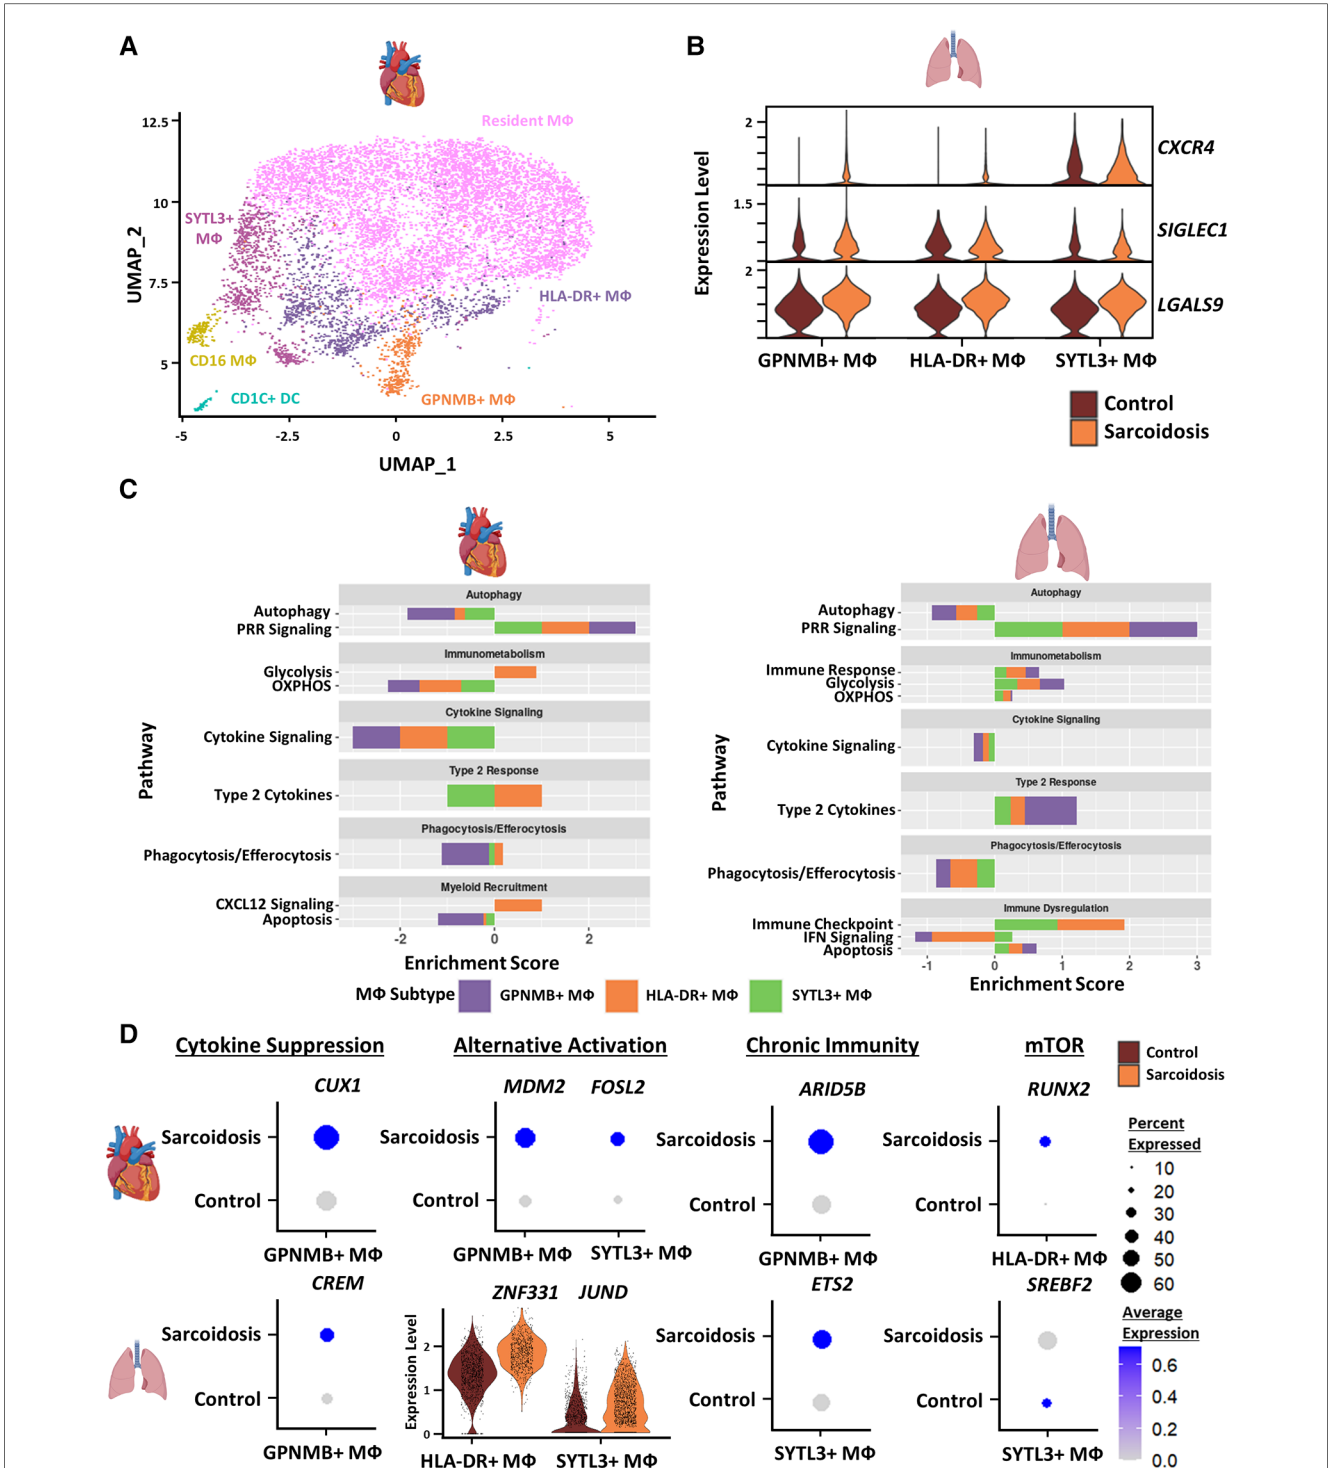 A
Resident MΦ
SYTL3+
MΦ
HLA-DR+ MΦ
CD16 MΦ
CD1C+ DC
GPNMB+ MΦ
12.5
10
7.5
5
UMAP_2
-5
-2.5
0
2.5
5
UMAP_1
B
Expression Level
2
CXCR4
1.5
SIGLEC1
2
LGALS9
GPNMB+ MΦ
HLA-DR+ MΦ
SYTL3+ MΦ
Control
Sarcoidosis
C
Pathway
Autophagy
Autophagy
PRR Signaling
Immunometabolism
Glycolysis
OXPHOS
Cytokine Signaling
Cytokine Signaling
Type 2 Response
Type 2 Cytokines
Phagocytosis/Efferocytosis
Phagocytosis/Efferocytosis
Myeloid Recruitment
CXCL12 Signaling
Apoptosis
-2
0
2
Enrichment Score
Pathway
Autophagy
Autophagy
PRR Signaling
Immunometabolism
Immune Response
Glycolysis
OXPHOS
Cytokine Signaling
Cytokine Signaling
Type 2 Response
Type 2 Cytokines
Phagocytosis/Efferocytosis
Phagocytosis/Efferocytosis
Immune Dysregulation
Immune Checkpoint
IFN Signaling
Apoptosis
-1
0
1
2
3
Enrichment Score
MΦ Subtype
GPNMB+ MΦ
HLA-DR+ MΦ
SYTL3+ MΦ
D
Cytokine Suppression
Alternative Activation
Chronic Immunity
mTOR
CUX1
Sarcoidosis
Control
GPNMB+ MΦ
MDM2
FOSL2
Sarcoidosis
Control
GPNMB+ MΦ
SYTL3+ MΦ
ARID5B
Sarcoidosis
Control
GPNMB+ MΦ
RUNX2
Sarcoidosis
Control
HLA-DR+ MΦ
CREM
Sarcoidosis
Control
GPNMB+ MΦ
ZNF331
JUND
Expression Level
2
1
0
HLA-DR+ MΦ
SYTL3+ MΦ
ETS2
Sarcoidosis
Control
SYTL3+ MΦ
SREBF2
Sarcoidosis
Control
SYTL3+ MΦ
Control
Sarcoidosis
Percent
Expressed
10
20
30
40
50
60
Average
Expression
0.6
0.4
0.2
0.0